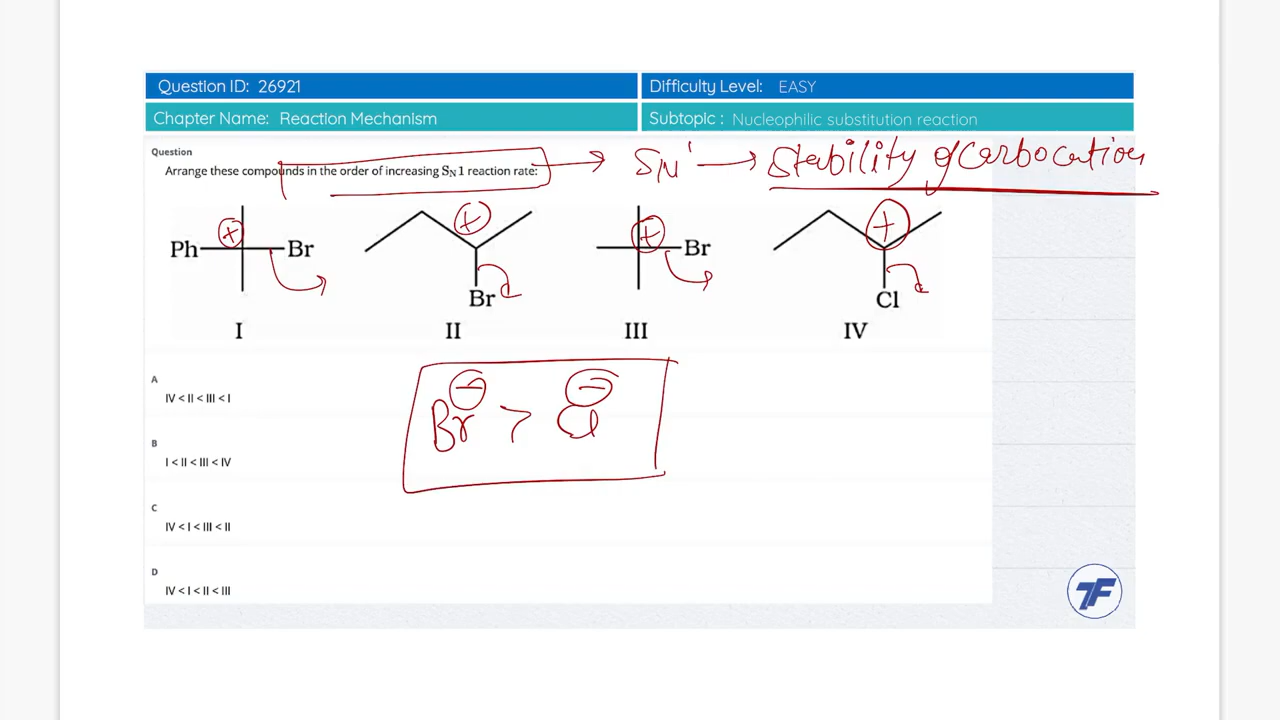 Question ID: 26921
Difficulty Level: EASY
Chapter Name: Reaction Mechanism
Subtopic : Nucleophilic substitution reaction
Question
Arrange these compounds in the order of increasing SN1 reaction rate:
SN1 → Stability of Carbocation
Ph Br Br Br Cl
I II III IV
A
IV < II < III < I
Br⊖ > Cl⊖
B
I < II < III < IV
C
IV < I < III < II
D
IV < I < II < III
TF